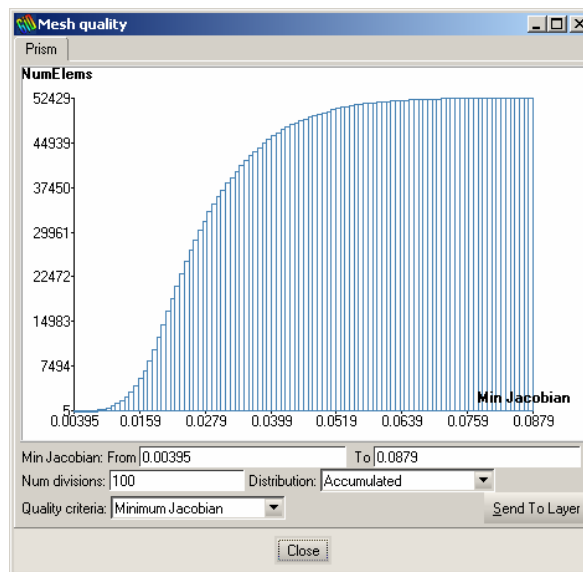 Mesh quality
Prism
NumElems
52429
44939
37450
29961
22472
14983
7494
5
Min Jacobian
0.00395 0.0159 0.0279 0.0399 0.0519 0.0639 0.0759 0.0879
Min Jacobian: From 0.00395 To 0.0879
Num divisions: 100 Distribution: Accumulated
Quality criteria: Minimum Jacobian Send To Layer
Close